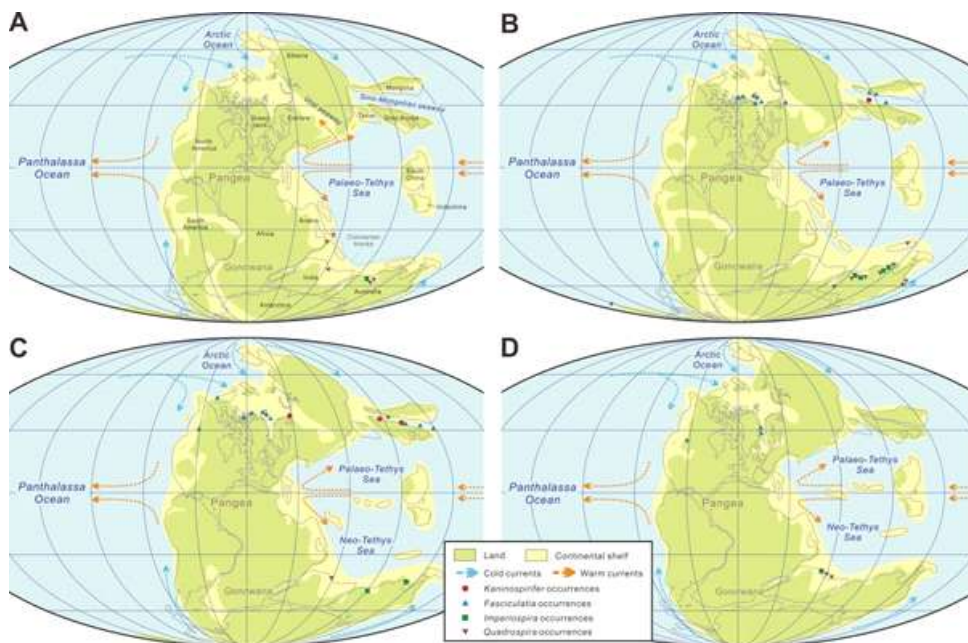 A
Arctic
Ocean
Siberia
Mongolia
Sino-Mongolian seaway
Ural seaway
Tarim
Sino-Korea
Green
land
Europe
North
America
Panthalassa
Ocean
Pangea
Palaeo-Tethys
Sea
South
China
Indochina
South
America
Africa
Arabia
Cimmerian
blocks
Gondwana
India
Australia
Antarctica
B
Arctic
Ocean
Panthalassa
Ocean
Pangea
Palaeo-Tethys
Sea
Gondwana
C
Arctic
Ocean
Panthalassa
Ocean
Pangea
Palaeo-Tethys
Sea
Neo-Tethys
Sea
Gondwana
D
Arctic
Ocean
Panthalassa
Ocean
Pangea
Palaeo-Tethys
Sea
Neo-Tethys
Sea
Gondwana
Land
Continental shelf
Cold currents
Warm currents
Kaninospirifer occurrences
Fasciculatia occurrences
Imperiospira occurrences
Quadrospira occurrences